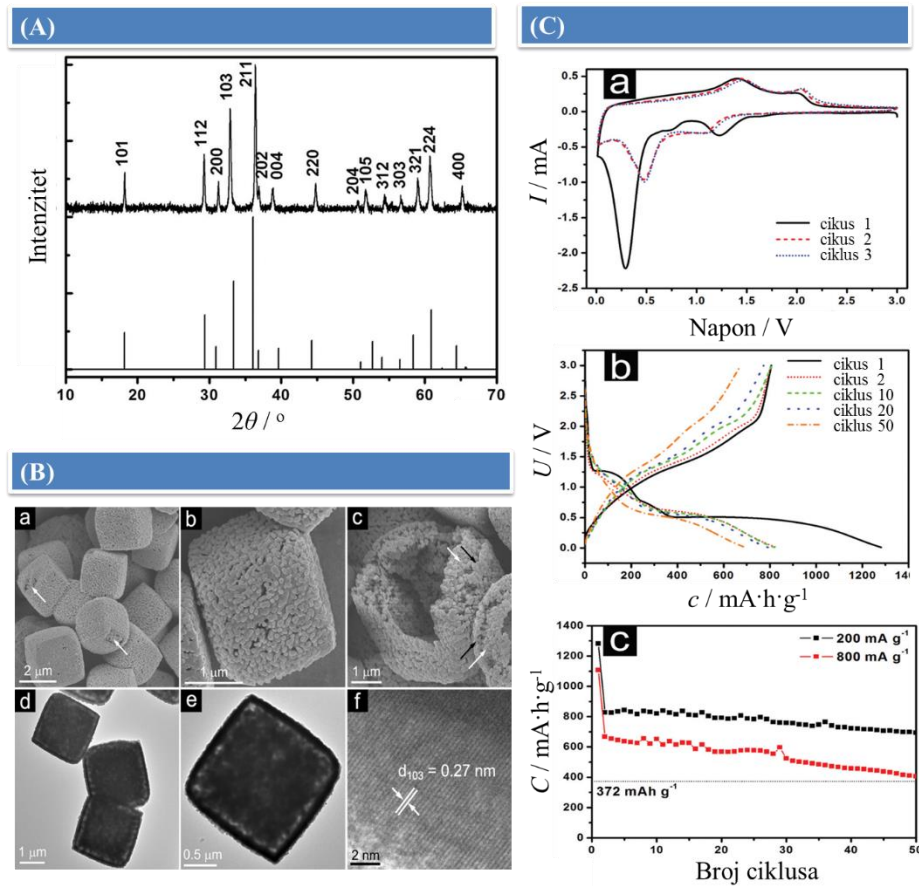 (A)
Intenzitet
101
112
200
103
211
202
004
220
204
105
312
303
321
224
400
10 20 30 40 50 60 70
2θ / °
(B)
a
2 μm
b
1 μm
c
1 μm
d
1 μm
e
0.5 μm
f
d103 = 0.27 nm
2 nm
(C)
a
I / mA
0.5
0.0
-0.5
-1.0
-1.5
-2.0
-2.5
cikus 1
cikus 2
ciklus 3
0.0 0.5 1.0 1.5 2.0 2.5 3.0
Napon / V
b
U / V
3.0
2.5
2.0
1.5
1.0
0.5
0.0
cikus 1
cikus 2
ciklus 10
ciklus 20
ciklus 50
0 200 400 600 800 1000 1200 1400
c / mA·h·g-1
c
C / mA·h·g-1
1400
1200
1000
800
600
400
200
0
200 mA g-1
800 mA g-1
372 mAh g-1
0 10 20 30 40 50
Broj ciklusa